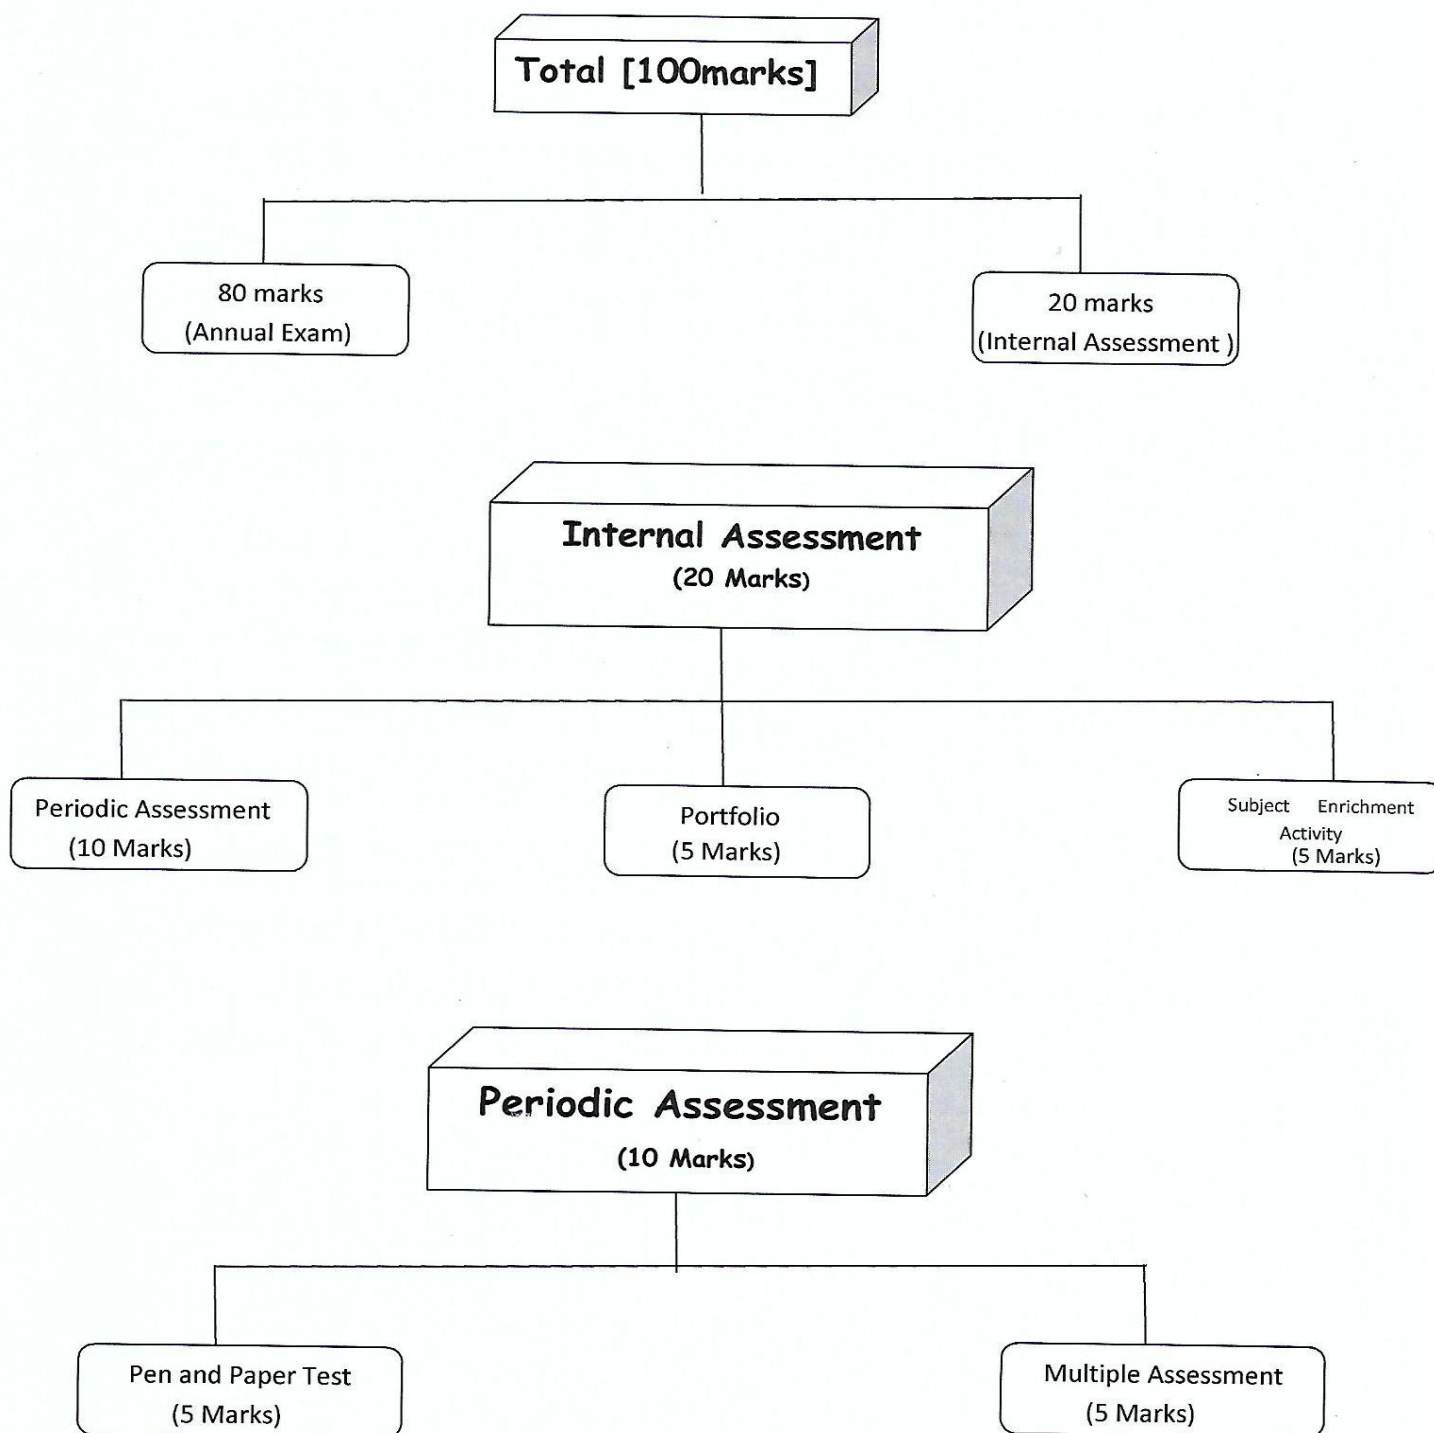 Total [100marks]
80 marks
(Annual Exam)
20 marks
(Internal Assessment )
Internal Assessment
(20 Marks)
Periodic Assessment
(10 Marks)
Portfolio
(5 Marks)
Subject Enrichment
Activity
(5 Marks)
Periodic Assessment
(10 Marks)
Pen and Paper Test
(5 Marks)
Multiple Assessment
(5 Marks)